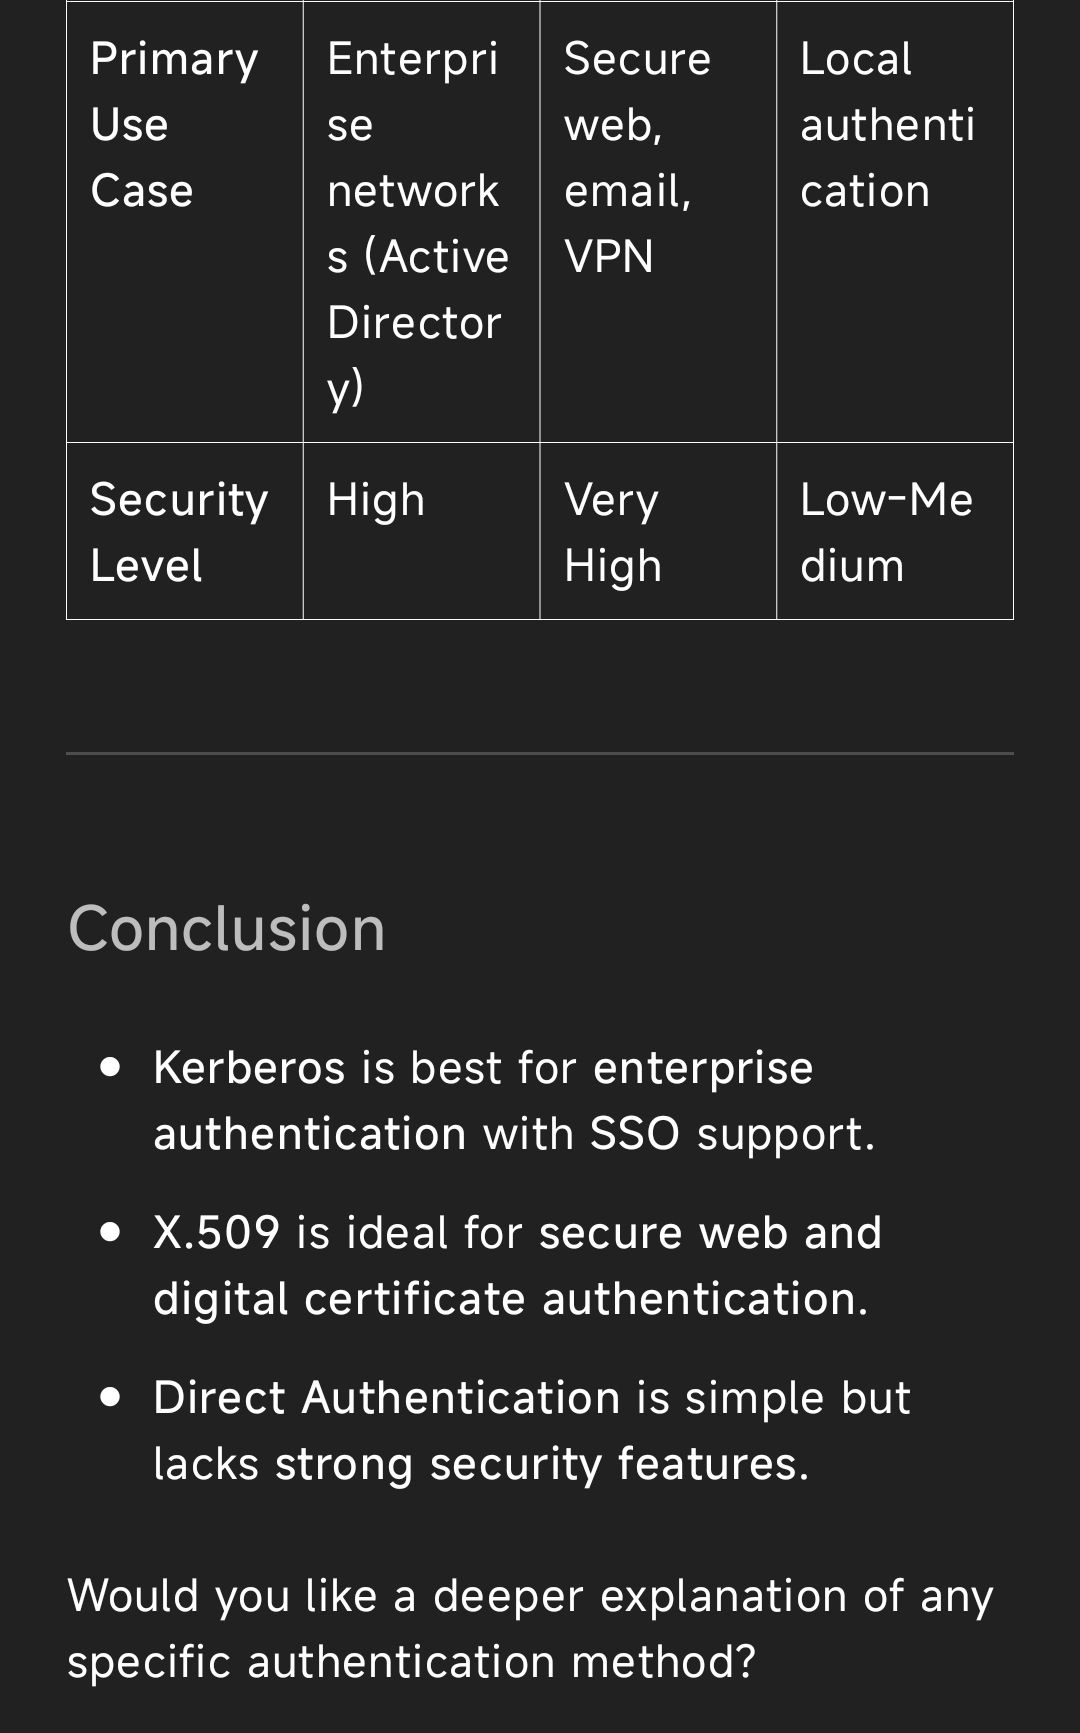 Primary Use Case
Enterprise networks (Active Directory)
Secure web, email, VPN
Local authentication
Security Level
High
Very High
Low-Medium
Conclusion
Kerberos is best for enterprise
authentication with SSO support.
X.509 is ideal for secure web and
digital certificate authentication.
Direct Authentication is simple but
lacks strong security features.
Would you like a deeper explanation of any
specific authentication method?